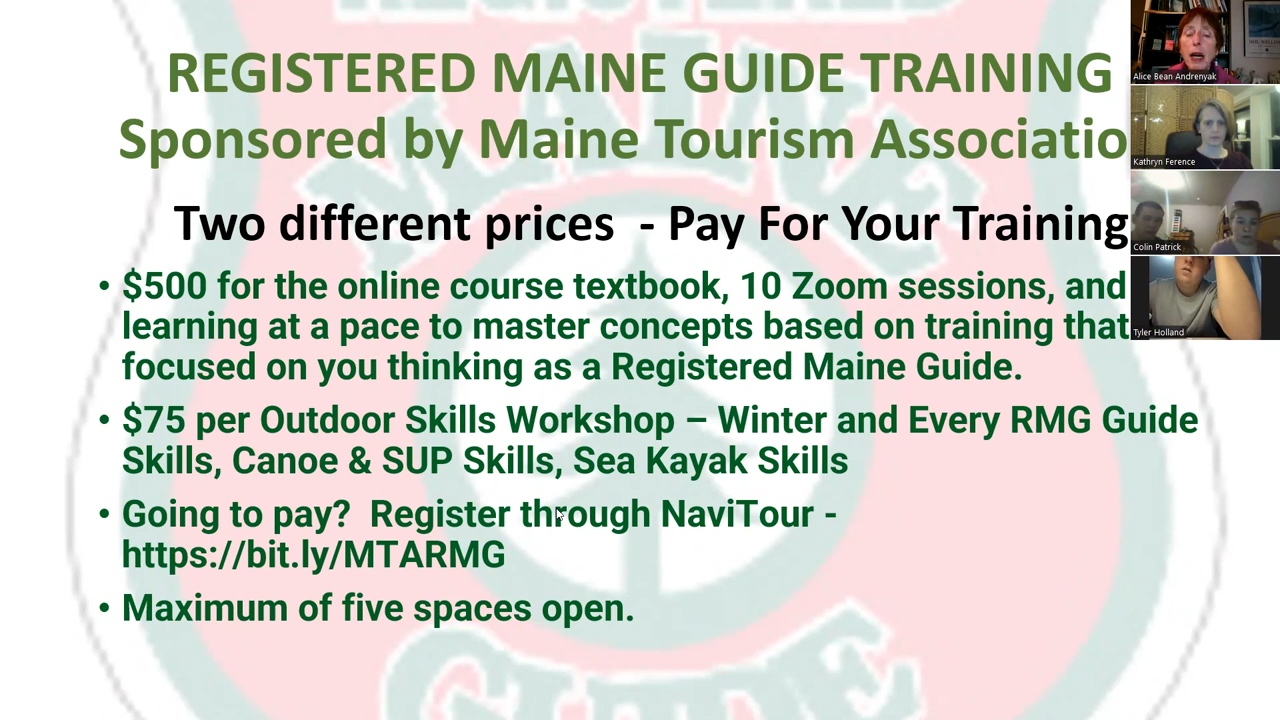 REGISTERED MAINE GUIDE TRAINING
Sponsored by Maine Tourism Associatio
Two different prices - Pay For Your Training
• $500 for the online course textbook, 10 Zoom sessions, and
learning at a pace to master concepts based on training that
focused on you thinking as a Registered Maine Guide.
• $75 per Outdoor Skills Workshop – Winter and Every RMG Guide
Skills, Canoe & SUP Skills, Sea Kayak Skills
• Going to pay? Register through NaviTour -
https://bit.ly/MTARMG
• Maximum of five spaces open.
REGISTERED
MAINE
GUIDE
Alice Bean Andrenyak
Kathryn Ference
Colin Patrick
Tyler Holland